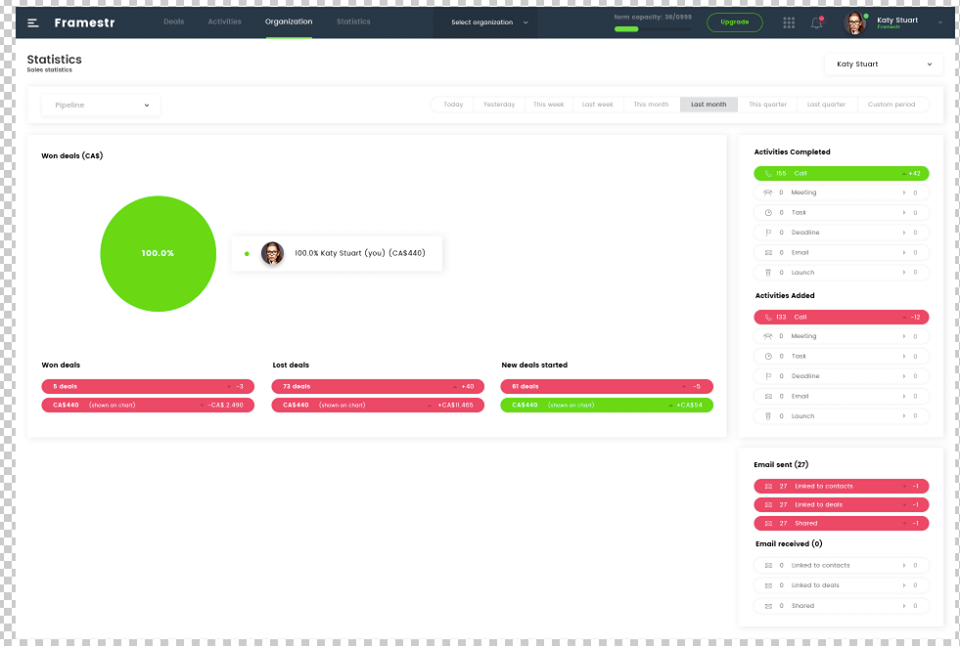 Framestr
Deals
Activities
Organization
Statistics
Select organization
form capacity: 36/9999
Upgrade
Katy Stuart
Framestr
Statistics
Sales statistics
Katy Stuart
Pipeline
Today
Yesterday
This week
Last week
This month
Last month
This quarter
Last quarter
Custom period
Won deals (CA$)
100.0%
100.0% Katy Stuart (you) (CA$440)
Won deals
5 deals -3
CA$440 (shown on chart) -CA$ 2,490
Lost deals
73 deals +40
CA$440 (shown on chart) +CA$11,465
New deals started
61 deals -5
CA$440 (shown on chart) +CA$54
Activities Completed
155 Call +42
0 Meeting 0
0 Task 0
0 Deadline 0
0 Email 0
0 Launch 0
Activities Added
133 Call -12
0 Meeting 0
0 Task 0
0 Deadline 0
0 Email 0
0 Launch 0
Email sent (27)
27 Linked to contacts -1
27 Linked to deals -1
27 Shared -1
Email received (0)
0 Linked to contacts 0
0 Linked to deals 0
0 Shared 0